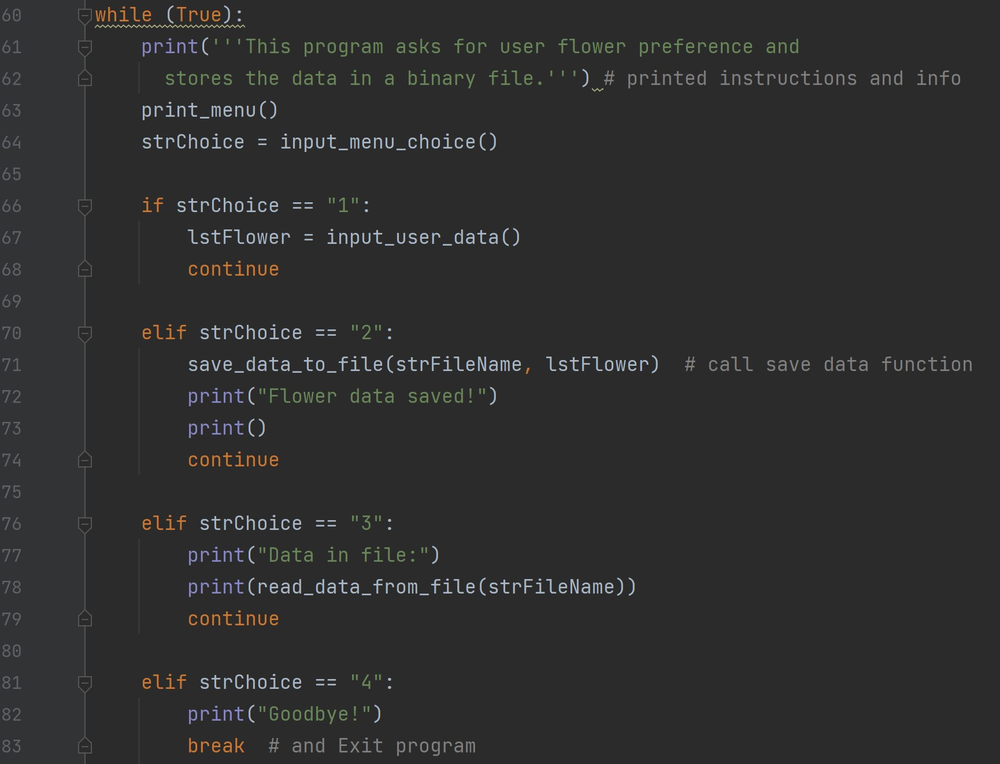 60 while (True):
61     print('''This program asks for user flower preference and
62       stores the data in a binary file.''') # printed instructions and info
63     print_menu()
64     strChoice = input_menu_choice()
65
66     if strChoice == "1":
67         lstFlower = input_user_data()
68         continue
69
70     elif strChoice == "2":
71         save_data_to_file(strFileName, lstFlower)  # call save data function
72         print("Flower data saved!")
73         print()
74         continue
75
76     elif strChoice == "3":
77         print("Data in file:")
78         print(read_data_from_file(strFileName))
79         continue
80
81     elif strChoice == "4":
82         print("Goodbye!")
83         break  # and Exit program